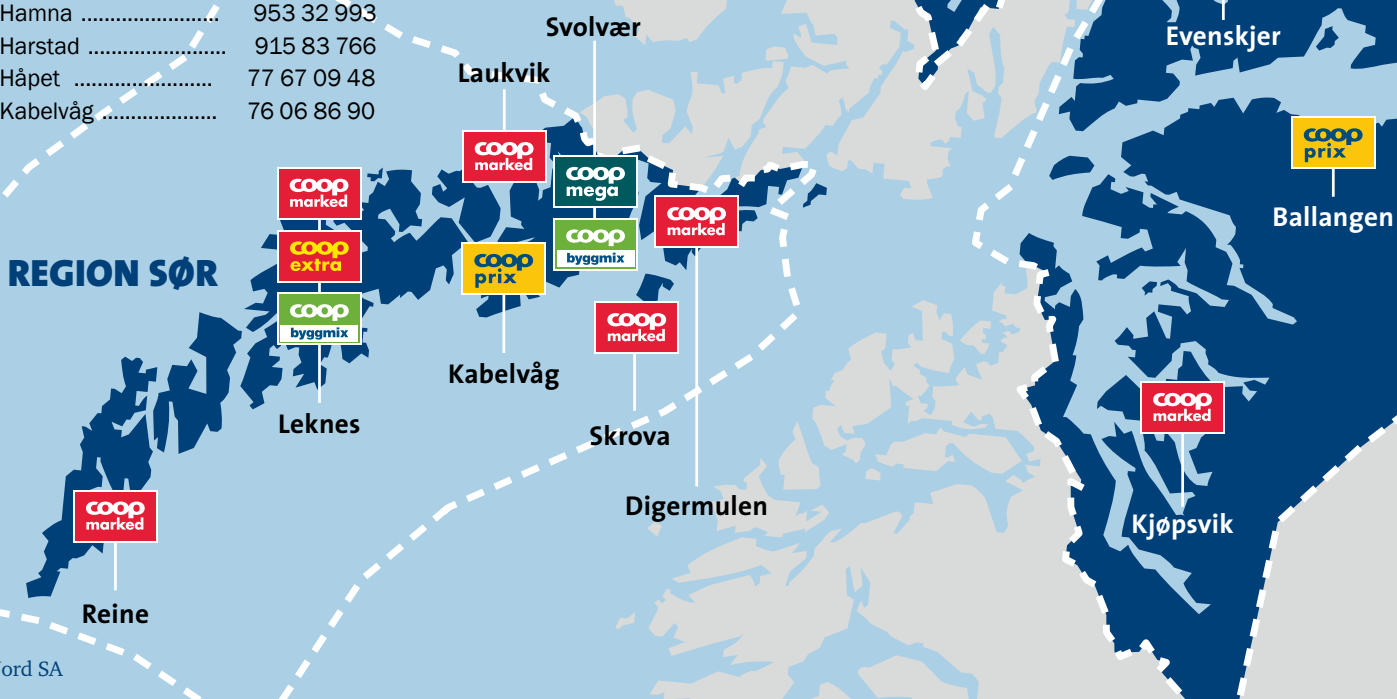 Hamna ........................ 953 32 993
Harstad ........................ 915 83 766
Håpet ........................ 77 67 09 48
Kabelvåg .................... 76 06 86 90
Svolvær
Laukvik
Evenskjer
coop
prix
Ballangen
coop
marked
coop
mega
coop
byggmix
coop
marked
coop
marked
coop
extra
coop
byggmix
REGION SØR
coop
prix
coop
marked
Kabelvåg
Leknes
Skrova
coop
marked
Digermulen
Kjøpsvik
coop
marked
Reine
ord SA